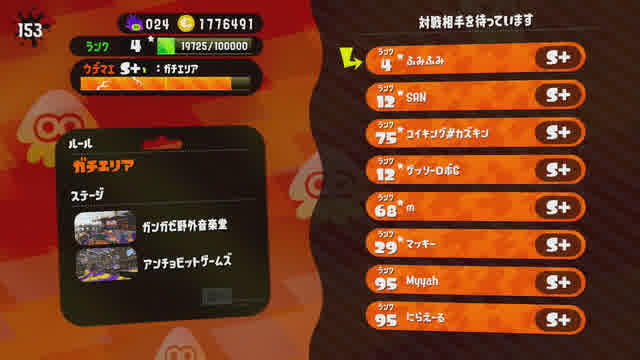 153
024 1776491
ランク 4★ 19725/100000
ウデマエ S+1 : ガチエリア
ルール
ガチエリア
ステージ
ガンガゼ野外音楽堂
アンチョビットゲームズ
対戦相手を待っています
ランク 4★ ふみふみ S+
ランク 12★ SAN S+
ランク 75★ コイキング#カズキン S+
ランク 12★ グッソーロボG S+
ランク 68★ m S+
ランク 29★ マッキー S+
ランク 95 Myyah S+
ランク 95 にらえーる S+